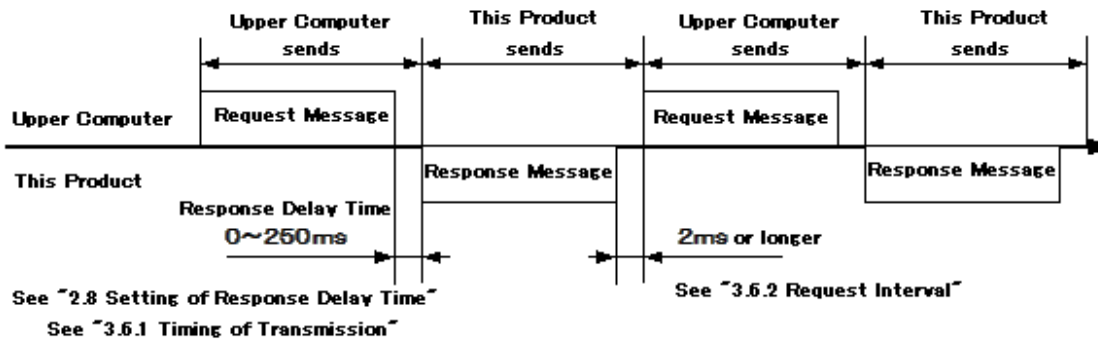 Upper Computer
sends
This Product
sends
Upper Computer
sends
This Product
sends
Upper Computer
Request Message
Request Message
This Product
Response Message
Response Message
Response Delay Time
0~250ms
2ms or longer
See "2.8 Setting of Response Delay Time"
See "3.6.1 Timing of Transmission"
See "3.6.2 Request Interval"